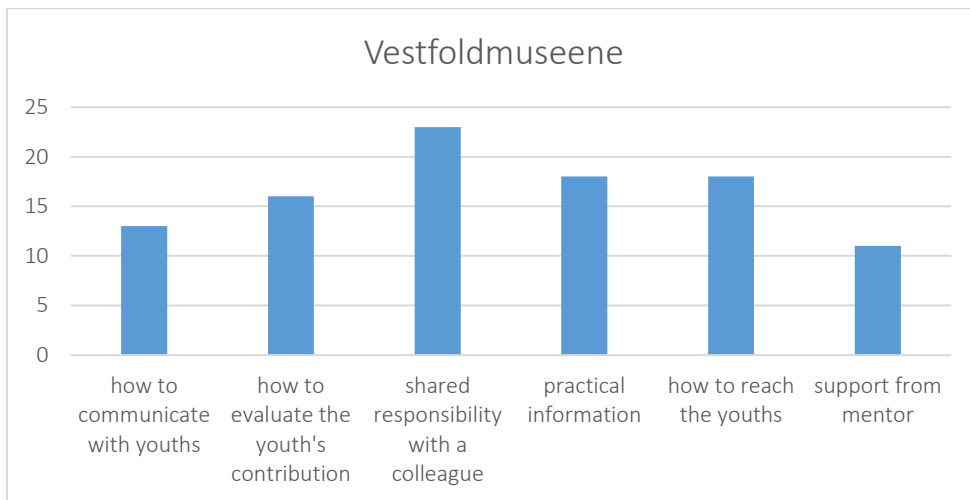 Vestfoldmuseene
25
20
15
10
5
0
how to
communicate
with youths
how to
evaluate the
youth's
contribution
shared
responsibility
with a
colleague
practical
information
how to reach
the youths
support from
mentor